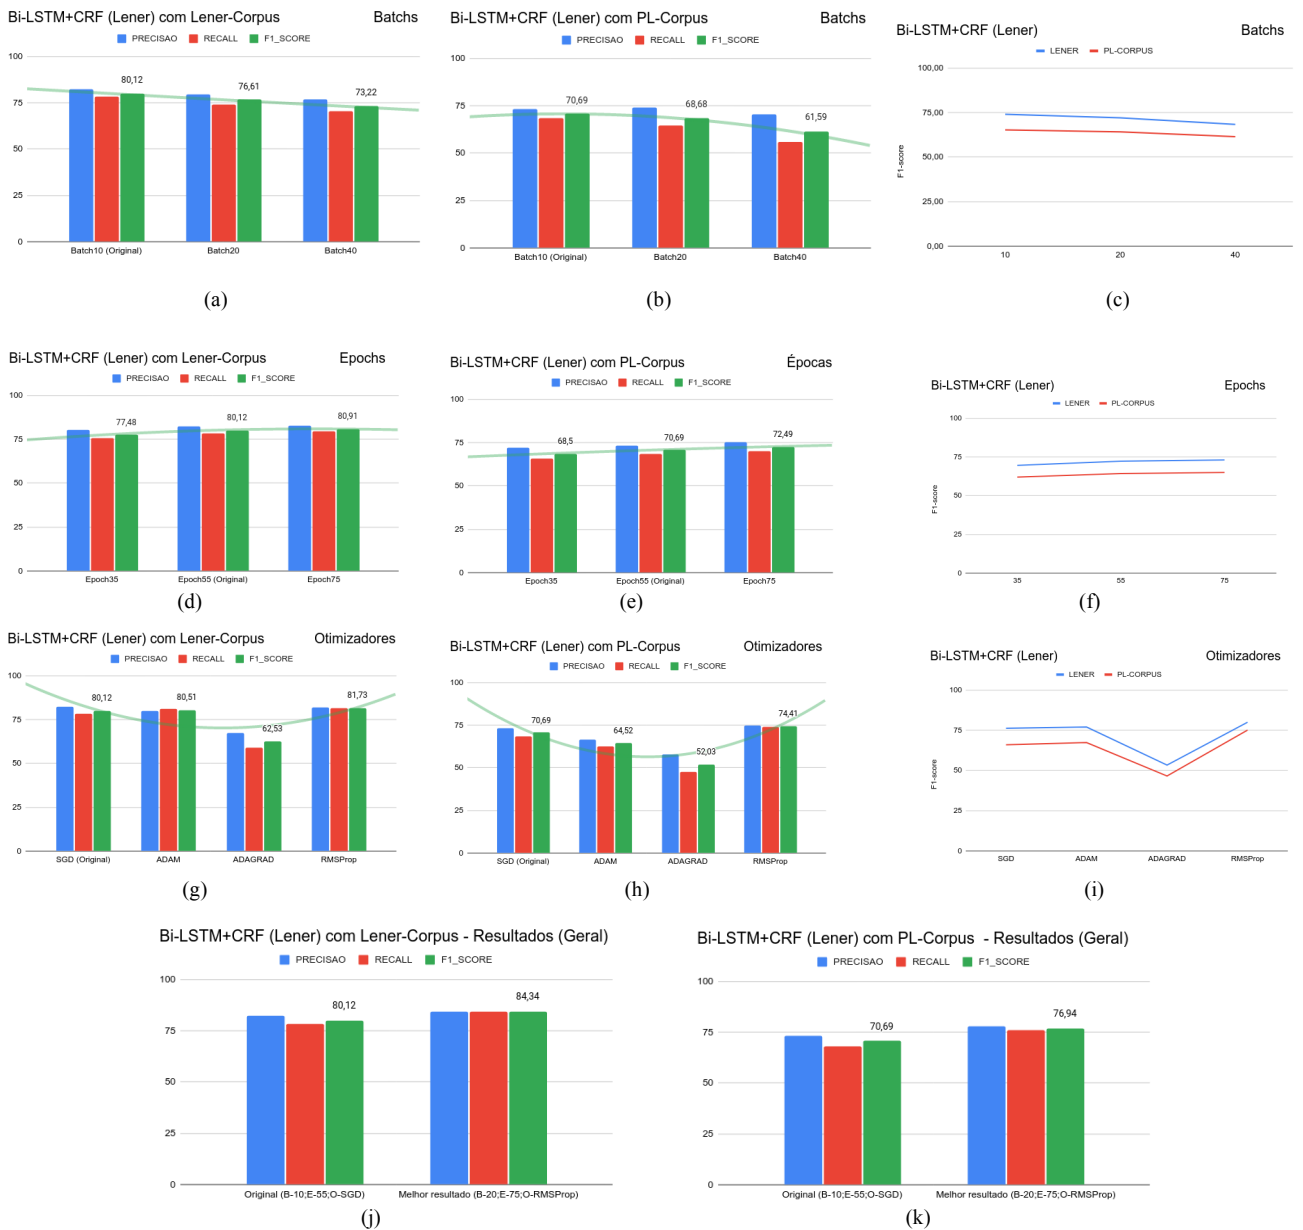 Bi-LSTM+CRF (Lener) com Lener-Corpus Batchs
PRECISAO RECALL F1_SCORE
100
75
50
25
0
80,12
76,61
73,22
Batch10 (Original) Batch20 Batch40
(a)
Bi-LSTM+CRF (Lener) com PL-Corpus Batchs
PRECISAO RECALL F1_SCORE
100
75
50
25
0
70,69
68,68
61,59
Batch10 (Original) Batch20 Batch40
(b)
Bi-LSTM+CRF (Lener) Batchs
LENER PL-CORPUS
F1-score
100,00
75,00
50,00
25,00
0,00
10 20 40
(c)
Bi-LSTM+CRF (Lener) com Lener-Corpus Epochs
PRECISAO RECALL F1_SCORE
100
75
50
25
0
77,48
80,12
80,91
Epoch35 Epoch55 (Original) Epoch75
(d)
Bi-LSTM+CRF (Lener) com PL-Corpus Épocas
PRECISAO RECALL F1_SCORE
100
75
50
25
0
68,5
70,69
72,49
Epoch35 Epoch55 (Original) Epoch75
(e)
Bi-LSTM+CRF (Lener) Epochs
LENER PL-CORPUS
F1-score
100
75
50
25
0
35 55 75
(f)
Bi-LSTM+CRF (Lener) com Lener-Corpus Otimizadores
PRECISAO RECALL F1_SCORE
100
75
50
25
0
80,12
80,51
62,53
81,73
SGD (Original) ADAM ADAGRAD RMSProp
(g)
Bi-LSTM+CRF (Lener) com PL-Corpus Otimizadores
PRECISAO RECALL F1_SCORE
100
75
50
25
0
70,69
64,52
52,03
74,41
SGD (Original) ADAM ADAGRAD RMSProp
(h)
Bi-LSTM+CRF (Lener) Otimizadores
LENER PL-CORPUS
F1-score
100
75
50
25
0
SGD ADAM ADAGRAD RMSProp
(i)
Bi-LSTM+CRF (Lener) com Lener-Corpus - Resultados (Geral)
PRECISAO RECALL F1_SCORE
100
75
50
25
0
80,12
84,34
Original (B-10;E-55;O-SGD) Melhor resultado (B-20;E-75;O-RMSProp)
(j)
Bi-LSTM+CRF (Lener) com PL-Corpus - Resultados (Geral)
PRECISAO RECALL F1_SCORE
100
75
50
25
0
70,69
76,94
Original (B-10;E-55;O-SGD) Melhor resultado (B-20;E-75;O-RMSProp)
(k)